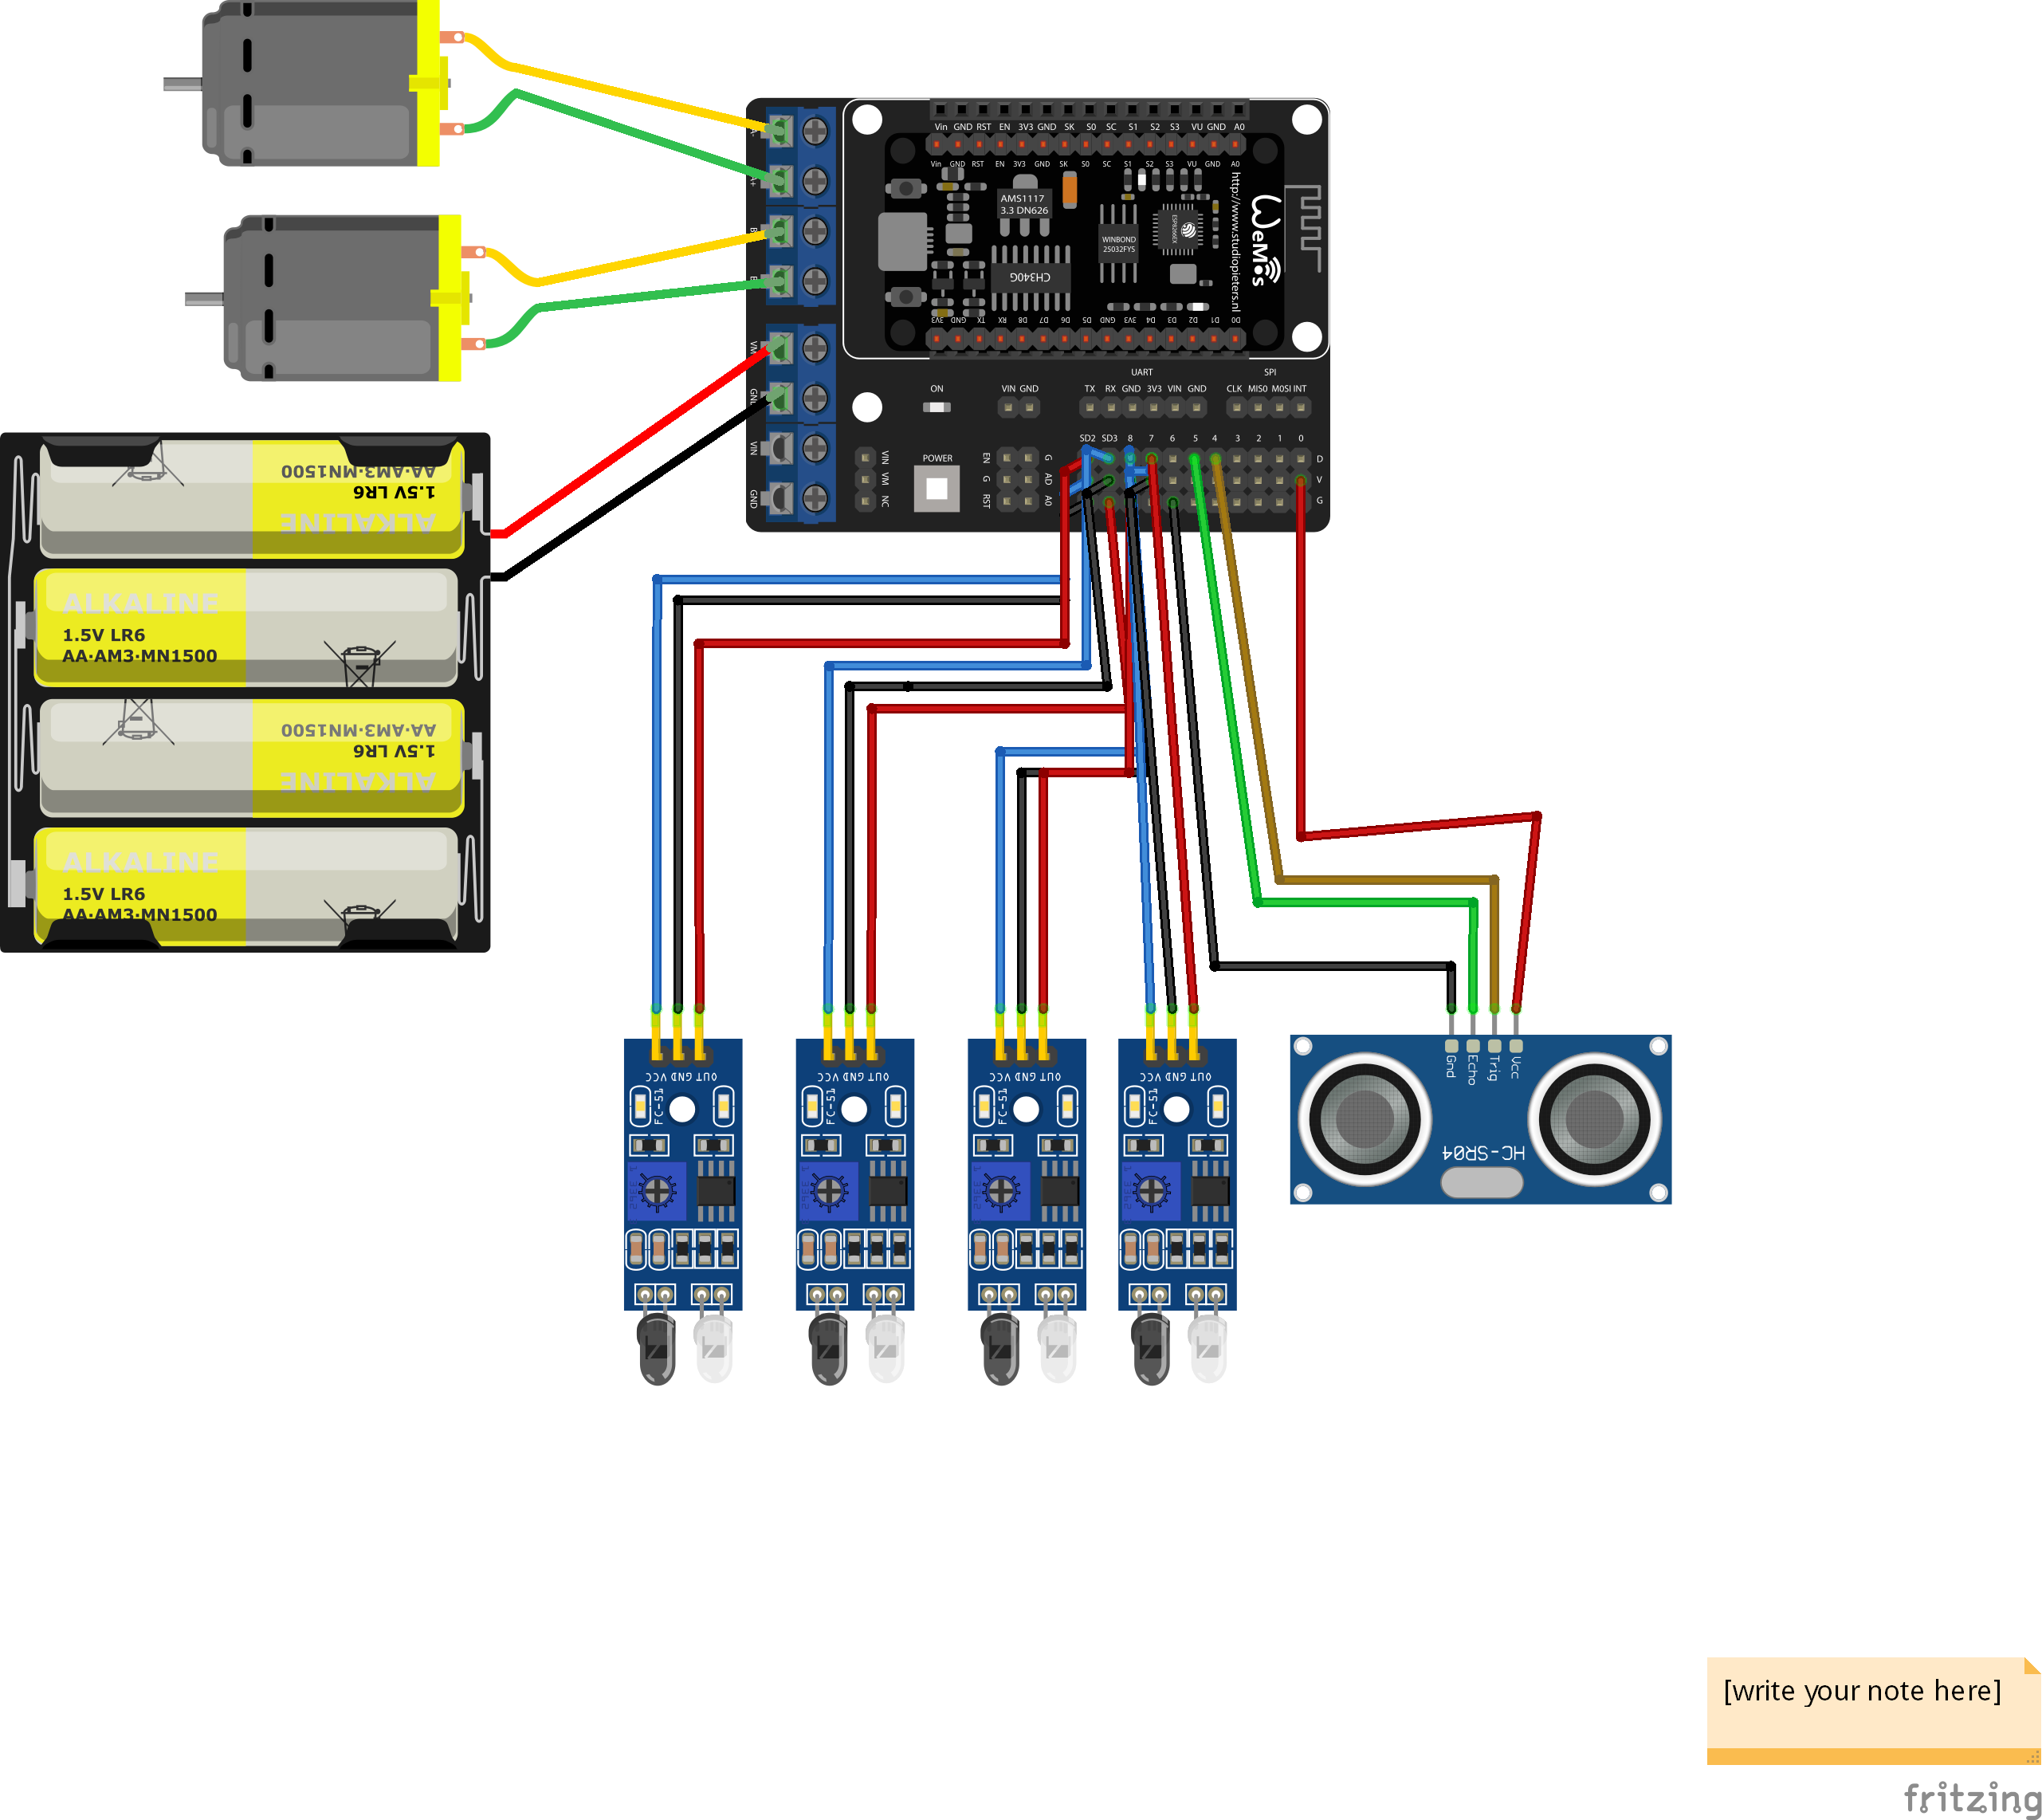 A-
A+
B-
VM
GND
VIN
GND
Vin GND RST EN 3V3 GND SK S0 SC S1 S2 S3 VU GND A0
Vin GND RST EN 3V3 GND SK S0 SC S1 S2 S3 VU GND A0
AMS1117
3.3 DN626
WINBOND
25032FYS
ESP8266EX
CH340G
http://www.studiopieters.nl
WeMos
3V3 GND TX RX D8 D7 D6 D5 GND 3V3 D4 D3 D2 D1 D0
UART
SPI
ON
VIN GND
TX RX GND 3V3 VIN GND
CLK MISO MOSI INT
SD2 SD3 8 7 6 5 4 3 2 1 0
D
V
G
VIN
VM
NC
POWER
EN
G
RST
G
AD
A0
AA·AM3·MN1500
1.5V LR6
ALKALINE
ALKALINE
1.5V LR6
AA·AM3·MN1500
AA·AM3·MN1500
1.5V LR6
ALKALINE
ALKALINE
1.5V LR6
AA·AM3·MN1500
OUT GND VCC
FC-51
OUT GND VCC
FC-51
OUT GND VCC
FC-51
OUT GND VCC
FC-51
Gnd
Echo
Trig
Vcc
HC-SR04
[write your note here]
fritzing